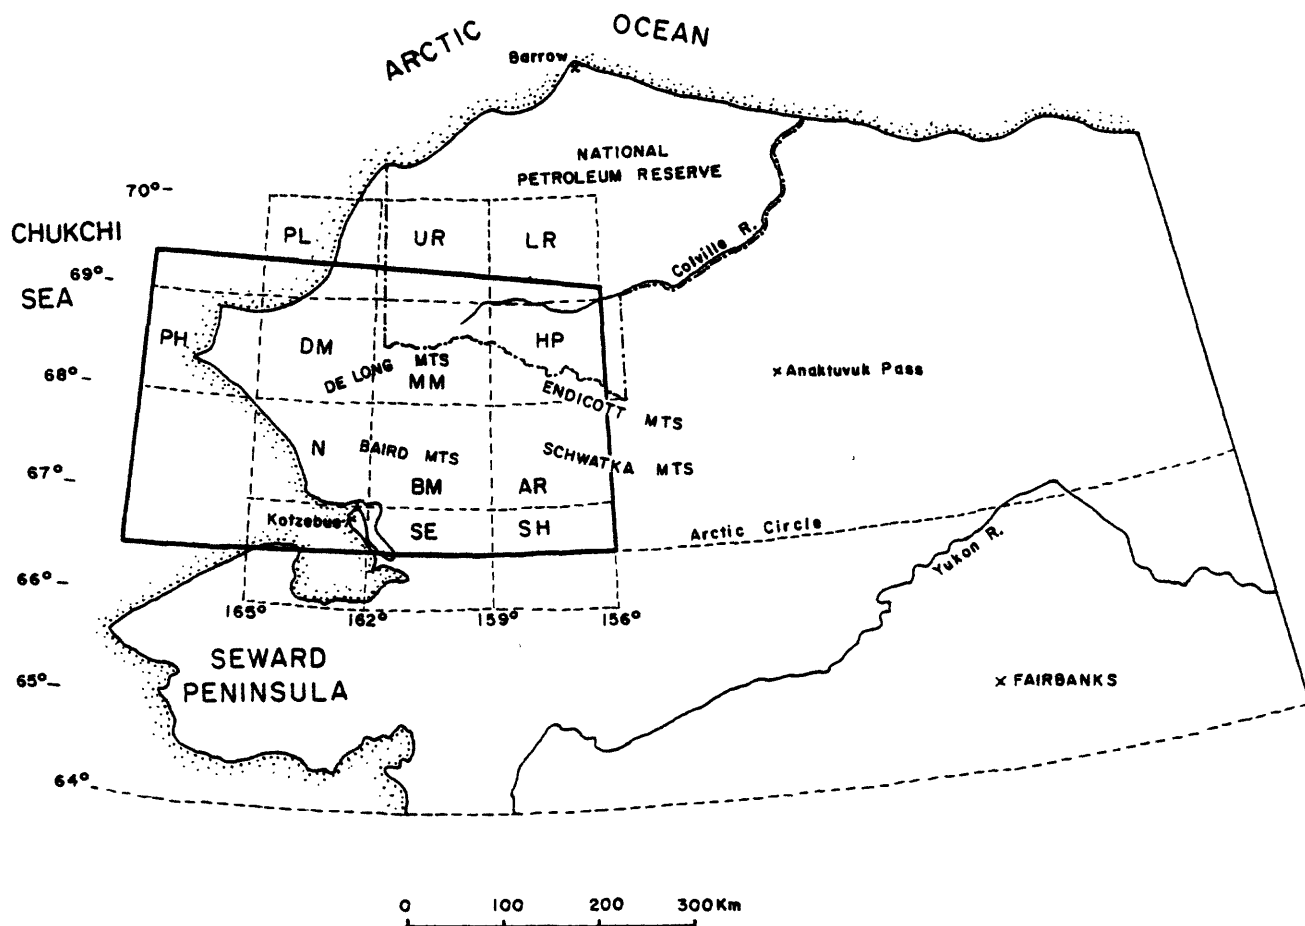 ARCTIC OCEAN
Barrow
NATIONAL
PETROLEUM RESERVE
70°
PL UR LR
Colville R.
CHUKCHI
SEA
69°
PH DM HP
MTS
DE LONG
MM
68°
Anaktuvuk Pass
ENDICOTT MTS
N BAIRD MTS
SCHWATKA MTS
67°
BM AR
Kotzebue
SE SH
Arctic Circle
Yukon R.
66°
165° 162° 159° 156°
SEWARD
PENINSULA
65°
FAIRBANKS
64°
0 100 200 300 Km